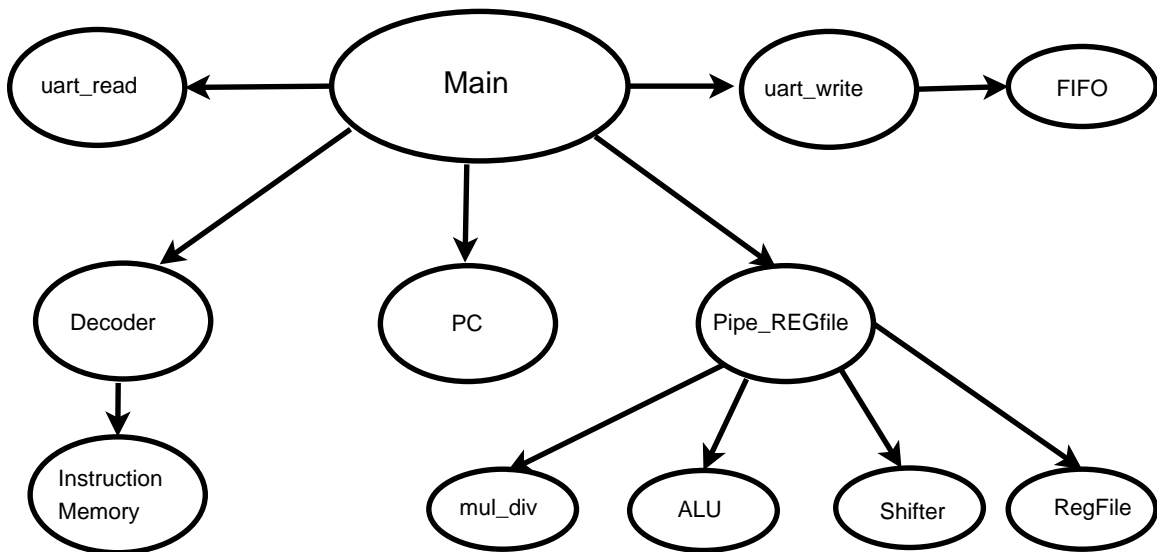 uart_read
Main
uart_write
FIFO
Decoder
PC
Pipe_REGfile
Instruction
Memory
mul_div
ALU
Shifter
RegFile